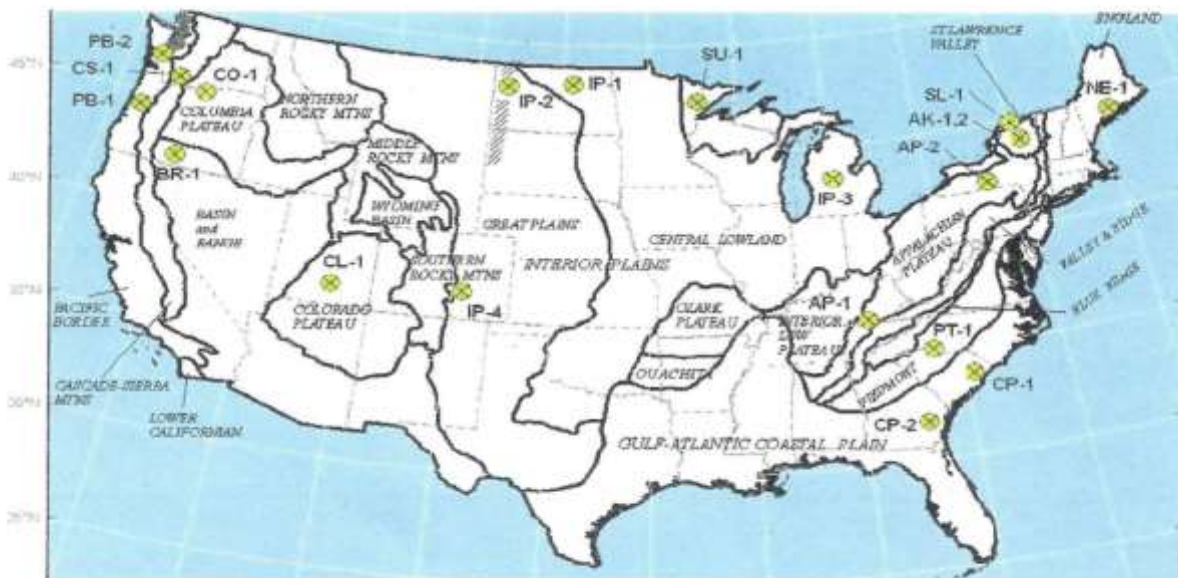 ENGLAND
ST LAWRENCE
VALLEY
PB-2
45°N
CS-1
CO-1
PB-1
COLUMBIA
PLATEAU
NORTHERN
ROCKY MTNS
IP-2
IP-1
SU-1
SL-1
NE-1
AK-1,2
AP-2
BR-1
MIDDLE
ROCKY MTNS
40°N
IP-3
WYOMING
BASIN
BASIN
and
RANGE
GREAT PLAINS
CENTRAL LOWLAND
APPALACHIAN
PLATEAU
VALLEY & RIDGE
CL-1
SOUTHERN
ROCKY MTNS
INTERIOR PLAINS
BLUE RIDGE
COLORADO
PLATEAU
IP-4
PACIFIC
BORDER
OZARK
PLATEAU
AP-1
INTERIOR
LOW
PLATEAU
PT-1
OUACHITA
PIEDMONT
CP-1
CASCADE-SIERRA
MTNS
LOWER
CALIFORNIAN
CP-2
GULF-ATLANTIC COASTAL PLAIN